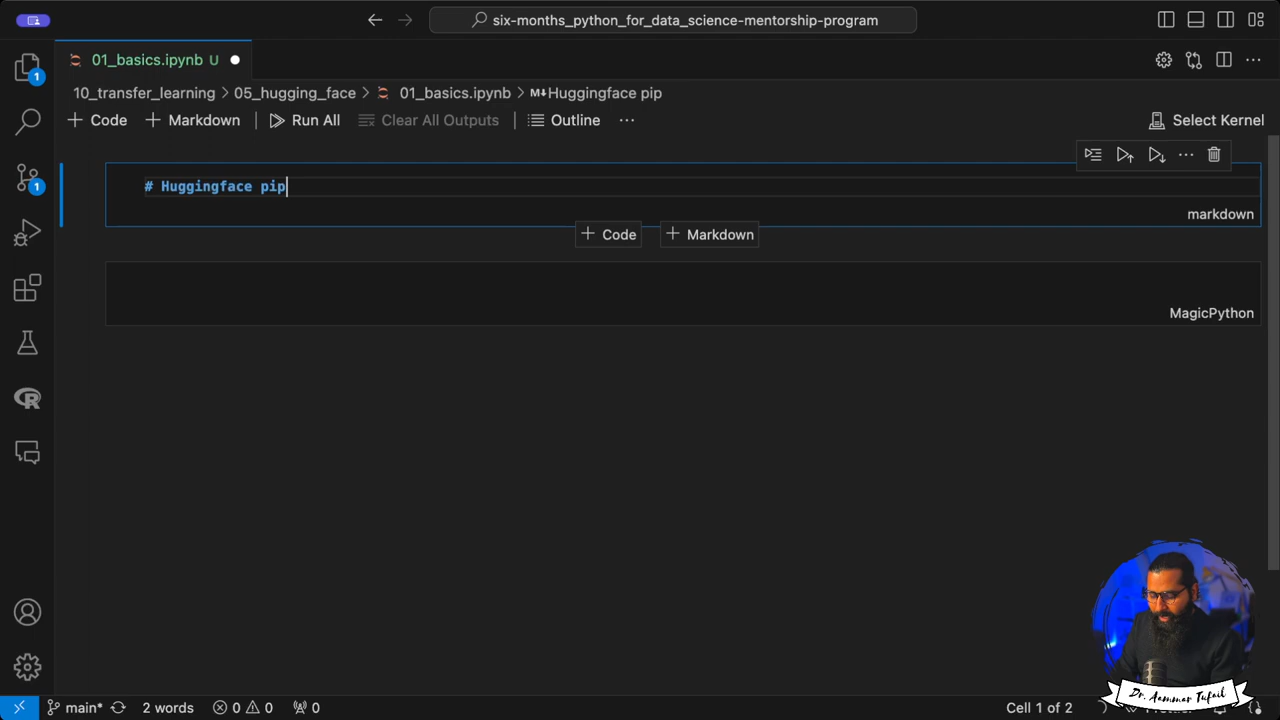 six-months_python_for_data_science-mentorship-program
01_basics.ipynb U
10_transfer_learning > 05_hugging_face > 01_basics.ipynb > M↓Huggingface pip
+ Code + Markdown Run All Clear All Outputs Outline ... Select Kernel
# Huggingface pip
markdown
+ Code + Markdown
MagicPython
1
1
R
Dr. Aammar Tufail
main* 2 words 0 0 0 Cell 1 of 2